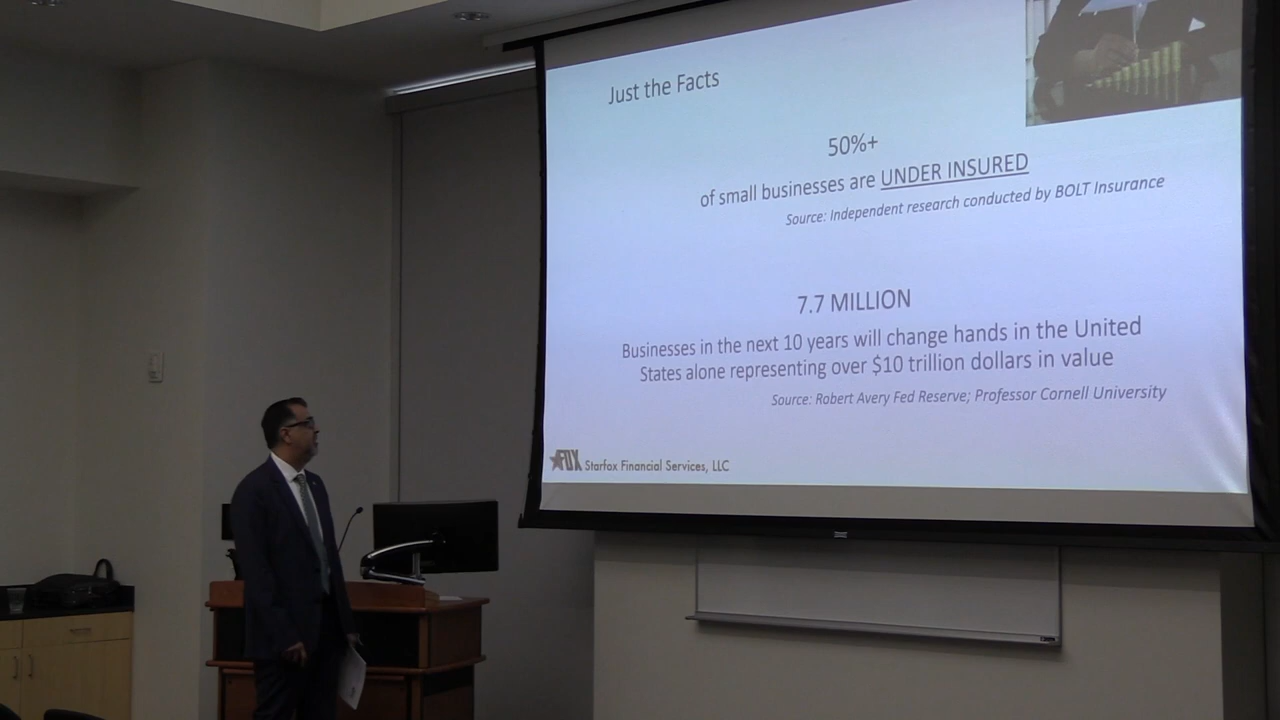 Just the Facts
50%+
of small businesses are UNDER INSURED
Source: Independent research conducted by BOLT Insurance
7.7 MILLION
Businesses in the next 10 years will change hands in the United
States alone representing over $10 trillion dollars in value
Source: Robert Avery Fed Reserve; Professor Cornell University
FOX Starfox Financial Services, LLC